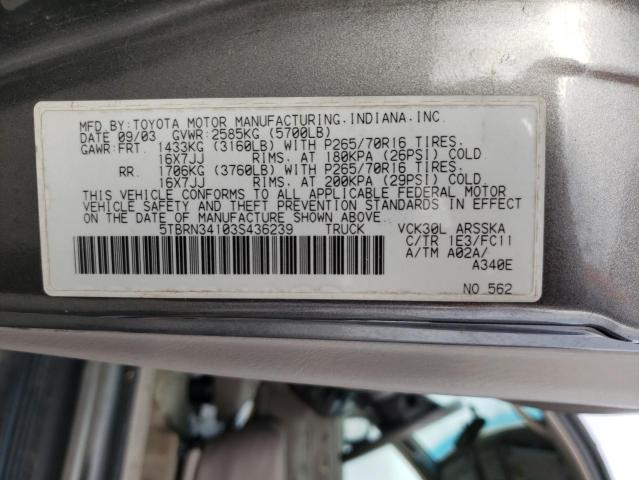 MFD.BY:TOYOTA MOTOR MANUFACTURING,INDIANA,INC.
DATE 09/03 GVWR:2585KG (5700LB)
GAWR:FRT 1433KG (3160LB) WITH P265/70R16 TIRES.
16X7JJ RIMS. AT 180KPA (26PSI) COLD
RR 1706KG (3760LB) WITH P265/70R16 TIRES.
16X7JJ RIMS. AT 200KPA (29PSI) COLD
THIS VEHICLE CONFORMS TO ALL APPLICABLE FEDERAL MOTOR
VEHICLE SAFETY AND THEFT PREVENTION STANDARDS IN EFFECT
ON THE DATE OF MANUFACTURE SHOWN ABOVE.
5TBRN34103S436239 TRUCK VCK30L ARSSKA
C/TR 1E3/FC11
A/TM A02A/
A340E
NO 562